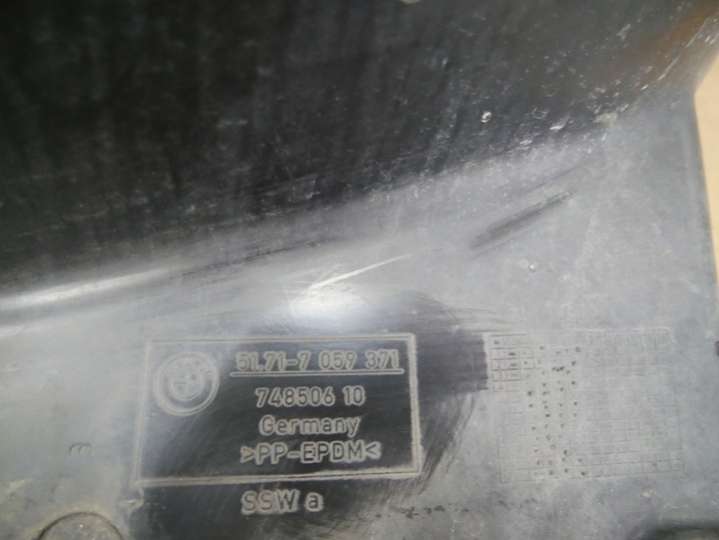 51.71-7 059 371
748506 10
Germany
>PP-EPDM<
SSW a